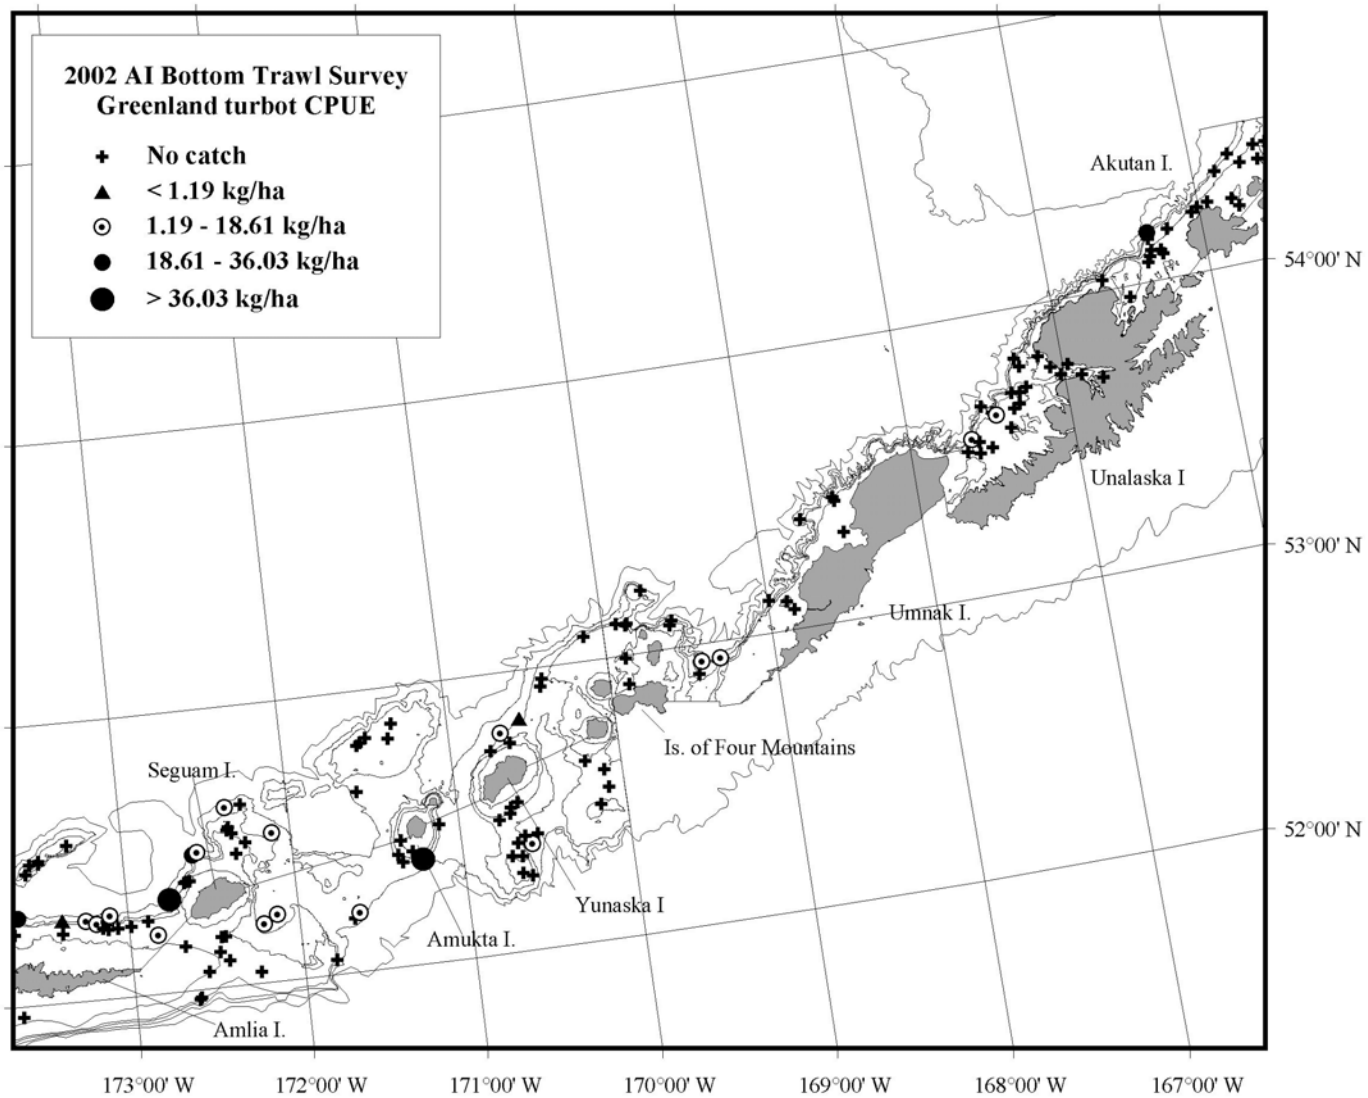 2002 AI Bottom Trawl Survey
Greenland turbot CPUE
No catch
< 1.19 kg/ha
1.19 - 18.61 kg/ha
18.61 - 36.03 kg/ha
> 36.03 kg/ha
Akutan I.
54°00' N
Unalaska I
53°00' N
Umnak I.
Is. of Four Mountains
Seguam I.
52°00' N
Yunaska I
Amukta I.
Amlia I.
173°00' W
172°00' W
171°00' W
170°00' W
169°00' W
168°00' W
167°00' W